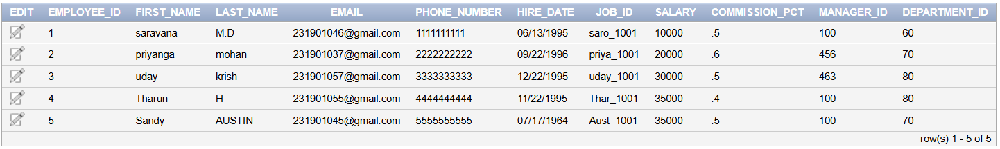 EDIT EMPLOYEE_ID FIRST_NAME LAST_NAME EMAIL PHONE_NUMBER HIRE_DATE JOB_ID SALARY COMMISSION_PCT MANAGER_ID DEPARTMENT_ID
1 saravana M.D 231901046@gmail.com 1111111111 06/13/1995 saro_1001 10000 .5 100 60
2 priyanga mohan 231901037@gmail.com 2222222222 09/22/1996 priya_1001 20000 .6 456 70
3 uday krish 231901057@gmail.com 3333333333 12/22/1995 uday_1001 30000 .5 463 80
4 Tharun H 231901055@gmail.com 4444444444 11/22/1995 Thar_1001 35000 .4 100 80
5 Sandy AUSTIN 231901045@gmail.com 5555555555 07/17/1964 Aust_1001 35000 .5 100 70
row(s) 1 - 5 of 5